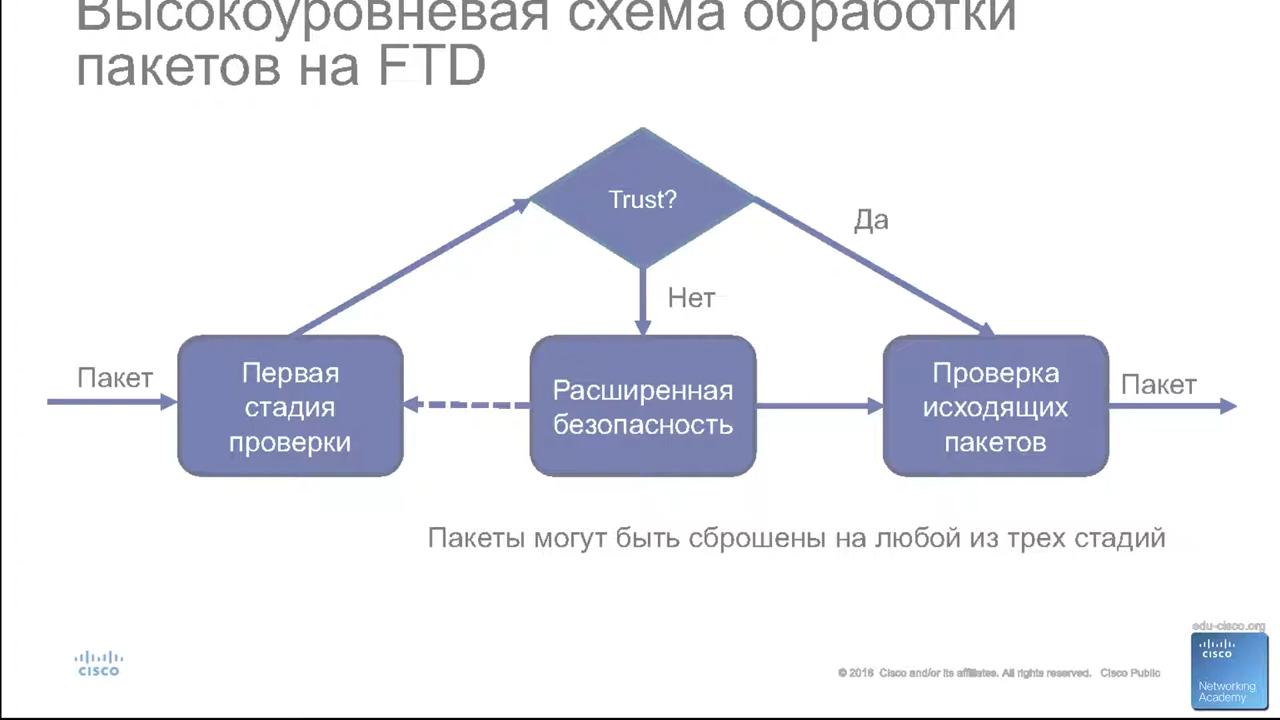 Высокоуровневая схема обработки
пакетов на FTD
Trust?
Да
Нет
Пакет
Первая
стадия
проверки
Расширенная
безопасность
Проверка
исходящих
пакетов
Пакет
Пакеты могут быть сброшены на любой из трех стадий
edu-cisco.org
CISCO
Networking
Academy
CISCO
© 2016 Cisco and/or its affiliates. All rights reserved. Cisco Public